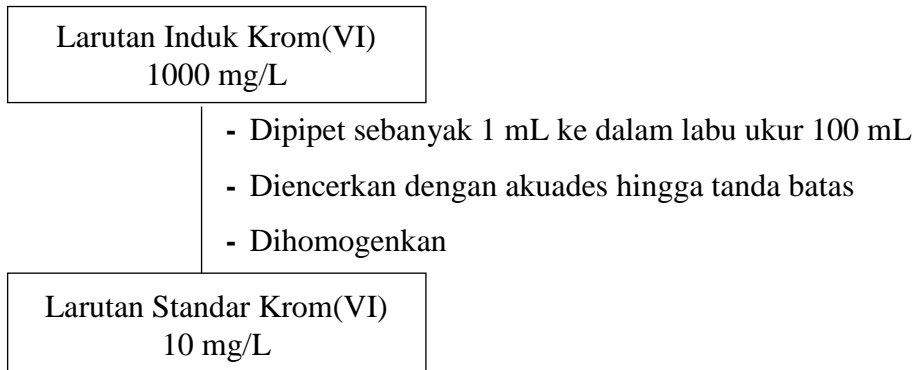 Larutan Induk Krom(VI)
1000 mg/L
- Dipipet sebanyak 1 mL ke dalam labu ukur 100 mL
- Diencerkan dengan akuades hingga tanda batas
- Dihomogenkan
Larutan Standar Krom(VI)
10 mg/L